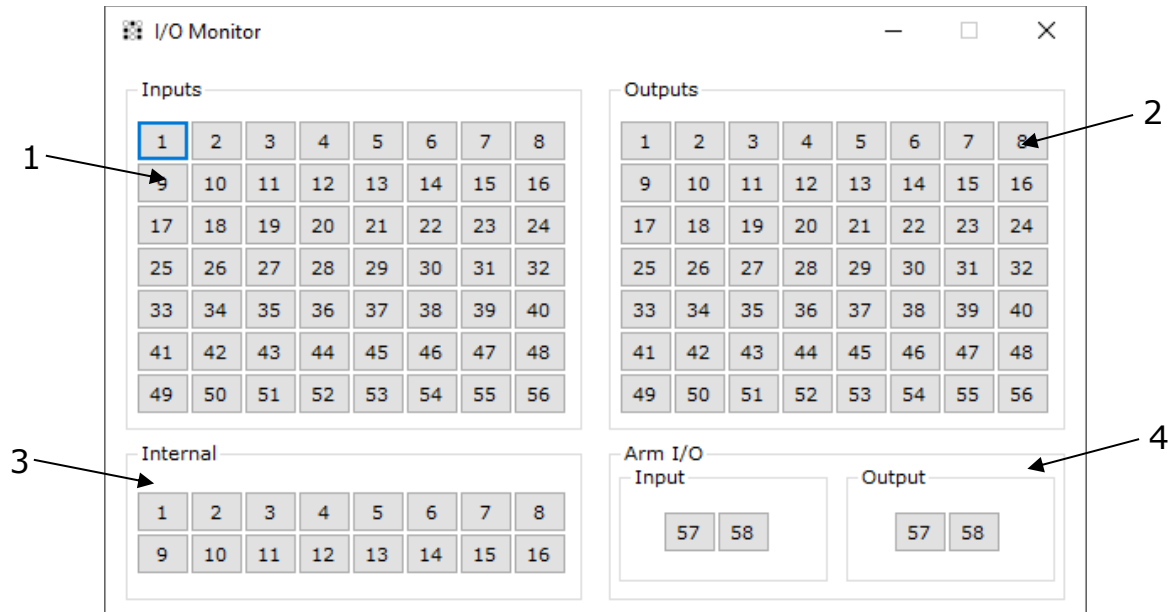 I/O Monitor
Inputs Outputs
2
1 2 3 4 5 6 7 8 1 2 3 4 5 6 7 8
1
9 10 11 12 13 14 15 16 9 10 11 12 13 14 15 16
17 18 19 20 21 22 23 24 17 18 19 20 21 22 23 24
25 26 27 28 29 30 31 32 25 26 27 28 29 30 31 32
33 34 35 36 37 38 39 40 33 34 35 36 37 38 39 40
41 42 43 44 45 46 47 48 41 42 43 44 45 46 47 48
49 50 51 52 53 54 55 56 49 50 51 52 53 54 55 56
4
Internal Arm I/O
3
Input Output
1 2 3 4 5 6 7 8
57 58 57 58
9 10 11 12 13 14 15 16